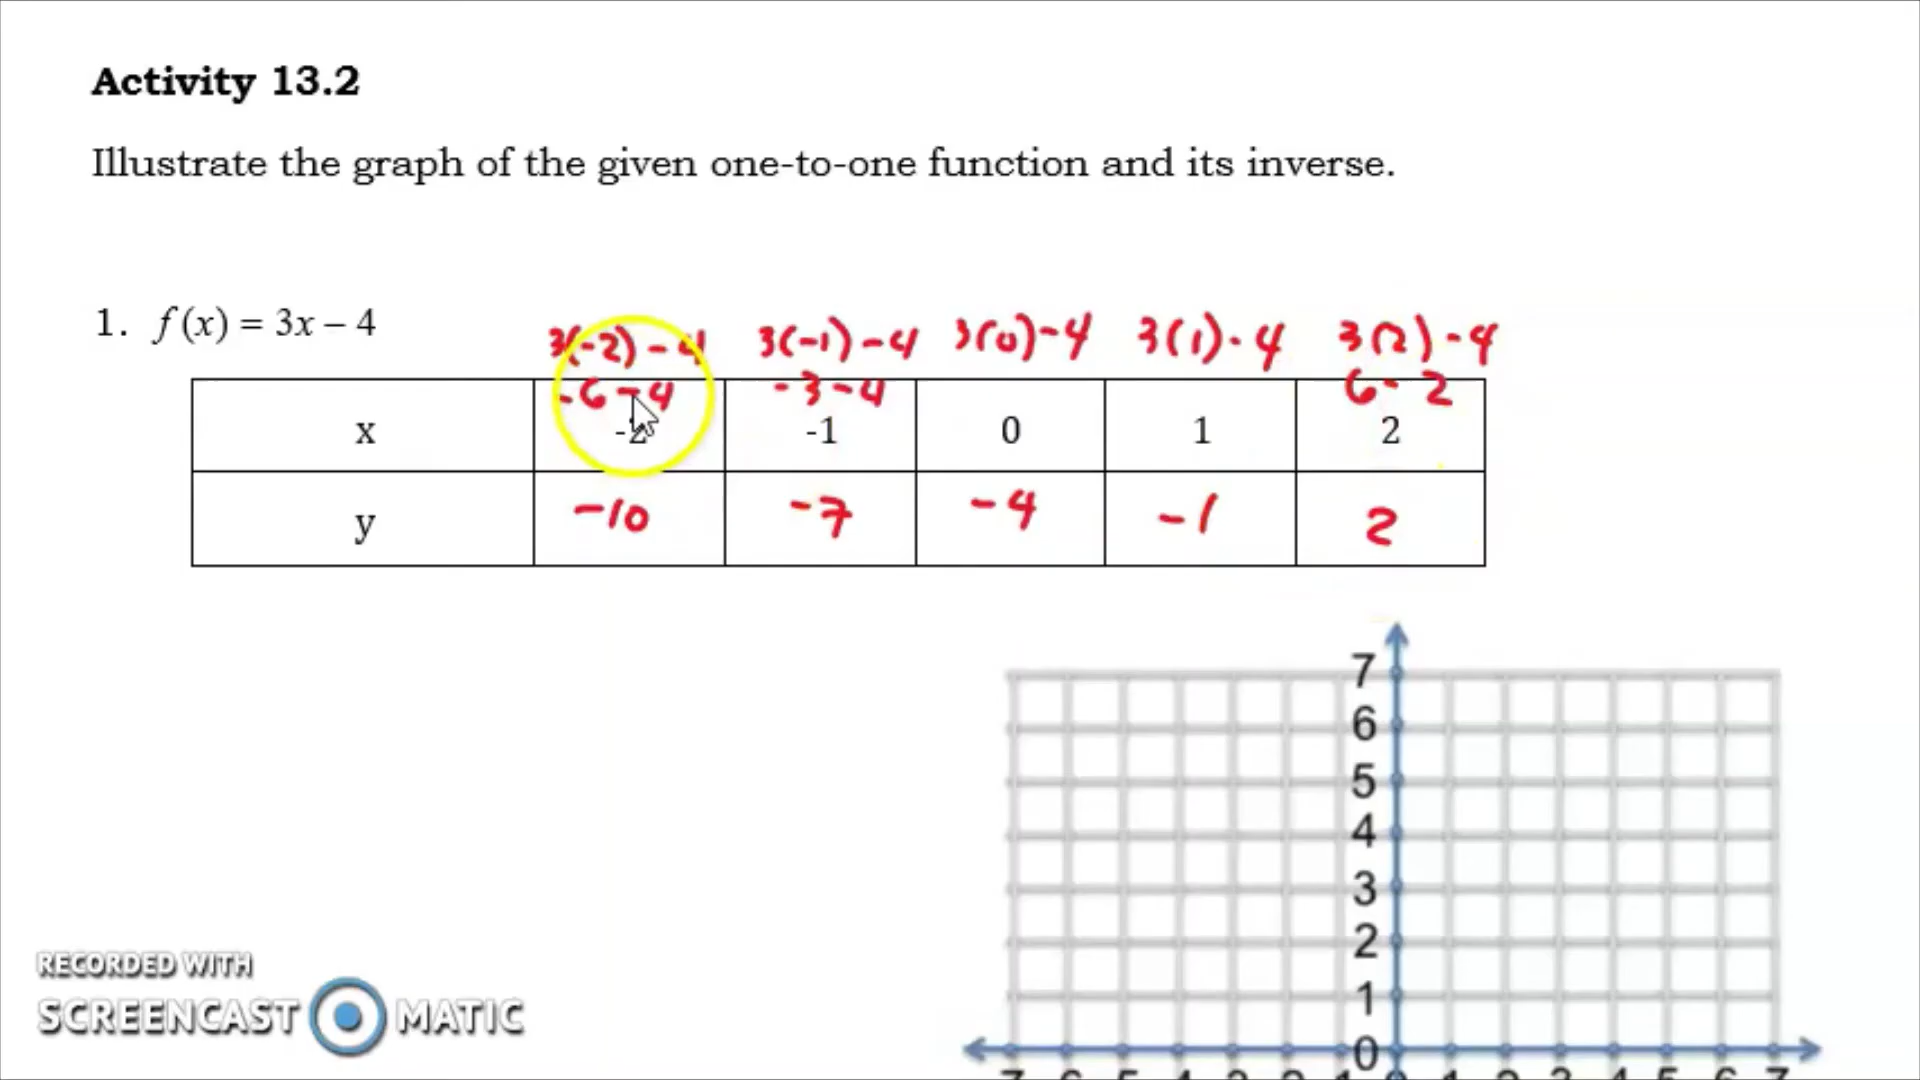 Activity 13.2
Illustrate the graph of the given one-to-one function and its inverse.
1. f(x) = 3x – 4
3(-2)-4 3(-1)-4 3(0)-4 3(1)-4 3(2)-4
-6-4 -3-4 6-2
x -2 -1 0 1 2
y -10 -7 -4 -1 2
7
6
5
4
3
2
1
0
RECORDED WITH
SCREENCAST MATIC